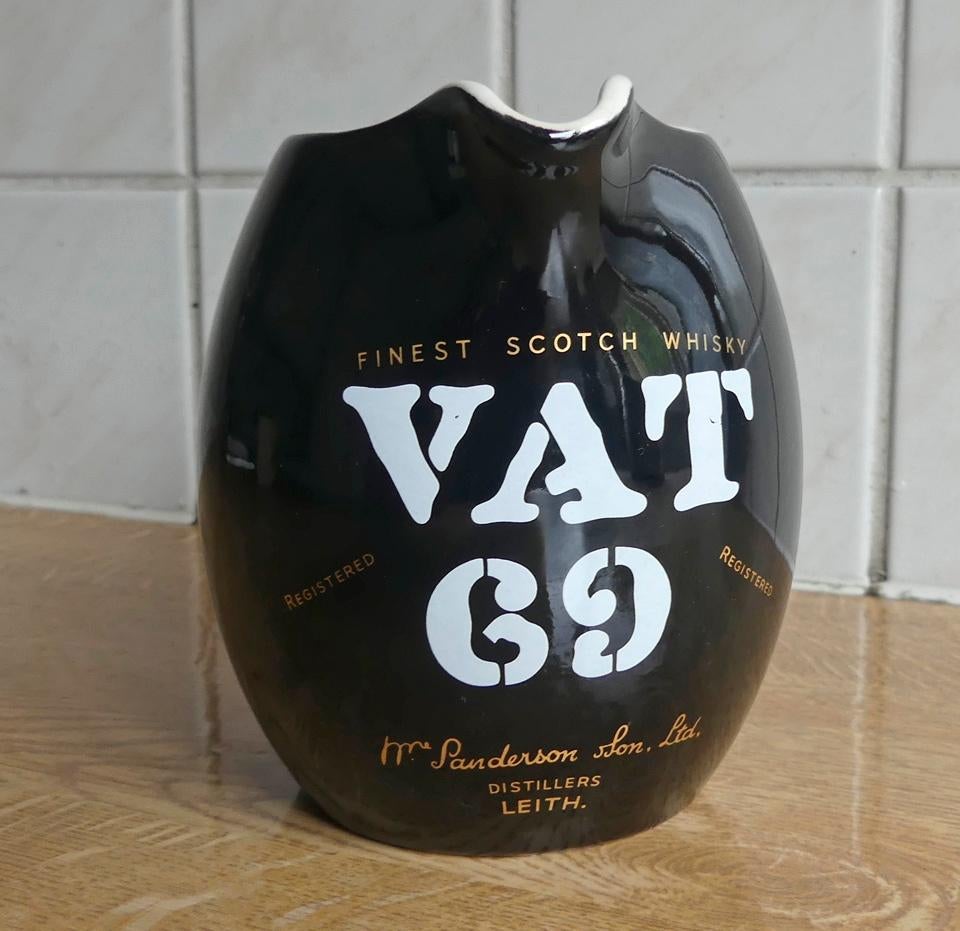 FINEST SCOTCH WHISKY
VAT
69
REGISTERED
REGISTERED
Wm Sanderson & Son. Ltd.
DISTILLERS
LEITH.